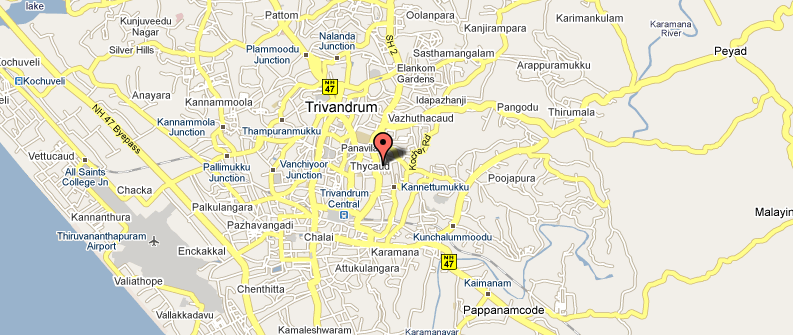 lake
Kunjuveedu
Nagar
Pattom
Oolanpara
Kanjirampara
Karimankulam
Karamana
River
Nalanda
Junction
SH 2
Silver Hills
Plammoodu
Junction
Sasthamangalam
Peyad
Kochuveli
Kochuveli
Elankom
Gardens
Arappuramukku
NH
47
Anayara
Kannammoola
Trivandrum
Idapazhanji
Pangodu
Thirumala
NH 47 Byepass
Kannammola
Junction
Thampuranmukku
Vazhuthacaud
Panavila
Kochar Rd
Vettucaud
All Saints
College Jn
Pallimukku
Junction
Vanchiyoor
Junction
Thycaud
Poojapura
Chacka
Trivandrum
Central
Kannettumukku
Kannanthura
Palkulangara
Malayin
Thiruvananthapuram
Airport
Pazhavangadi
Chalai
Kunchalummoodu
Enckakkal
Karamana
NH
47
Valiathope
Attukulangara
Chenthitta
Kaimanam
Vallakkadavu
Pappanamcode
Kamaleshwaram
Karamanavar